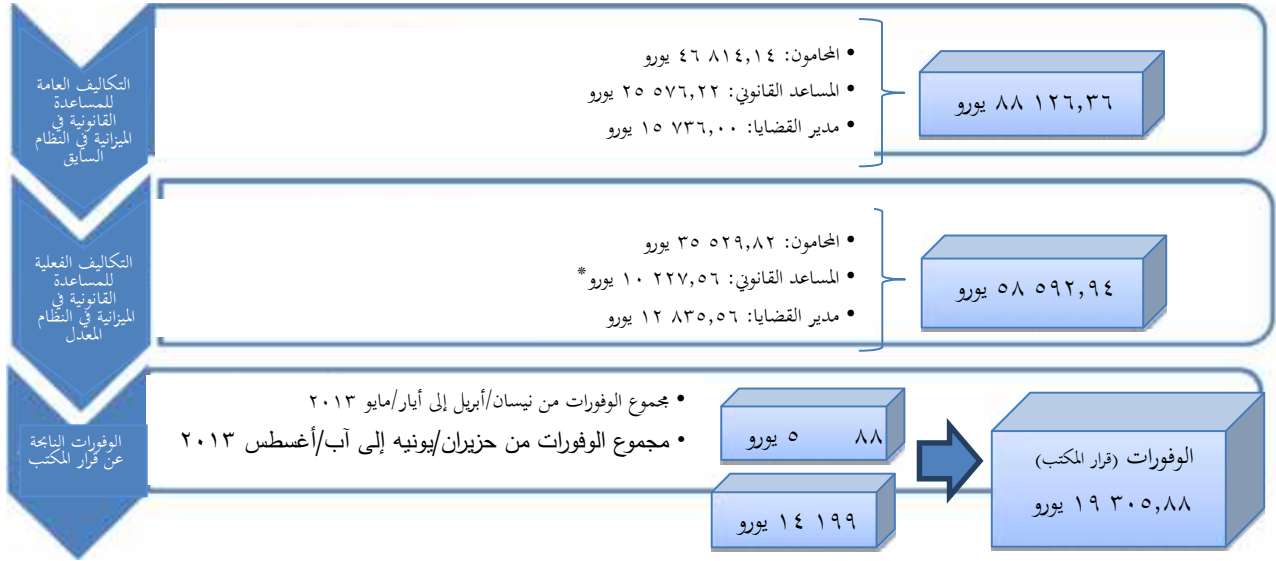 التكاليف العامة
للمساعدة
القانونية في
الميزانية في النظام
السابق
• المحامون: ٤٦ ٨١٤,١٤ يورو
• المساعد القانوني: ٢٥ ٥٧٦,٢٢ يورو
• مدير القضايا: ١٥ ٧٣٦,٠٠ يورو
٨٨ ١٢٦,٣٦ يورو
التكاليف الفعلية
للمساعدة
القانونية في
الميزانية في النظام
المعدل
• المحامون: ٣٥ ٥٢٩,٨٢ يورو
• المساعد القانوني: ١٠ ٢٢٧,٥٦ يورو*
• مدير القضايا: ١٢ ٨٣٥,٥٦ يورو
٥٨ ٥٩٢,٩٤ يورو
الوفورات الناتجة
عن قرار المكتب
• مجموع الوفورات من نيسان/أبريل إلى أيار/مايو ٢٠١٣
• مجموع الوفورات من حزيران/يونيه إلى آب/أغسطس ٢٠١٣
٨٨ ٥ يورو
١٤ ١٩٩ يورو
الوفورات (قرار المكتب)
١٩ ٣٠٥,٨٨ يورو